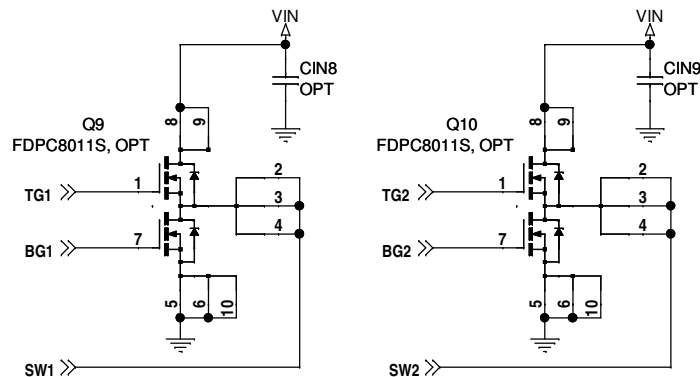 VIN
CIN8
OPT
Q9
FDPC8011S, OPT
8
9
TG1
1
2
3
4
BG1
7
5
6
10
SW1
VIN
CIN9
OPT
Q10
FDPC8011S, OPT
8
9
TG2
1
2
3
4
BG2
7
5
6
10
SW2